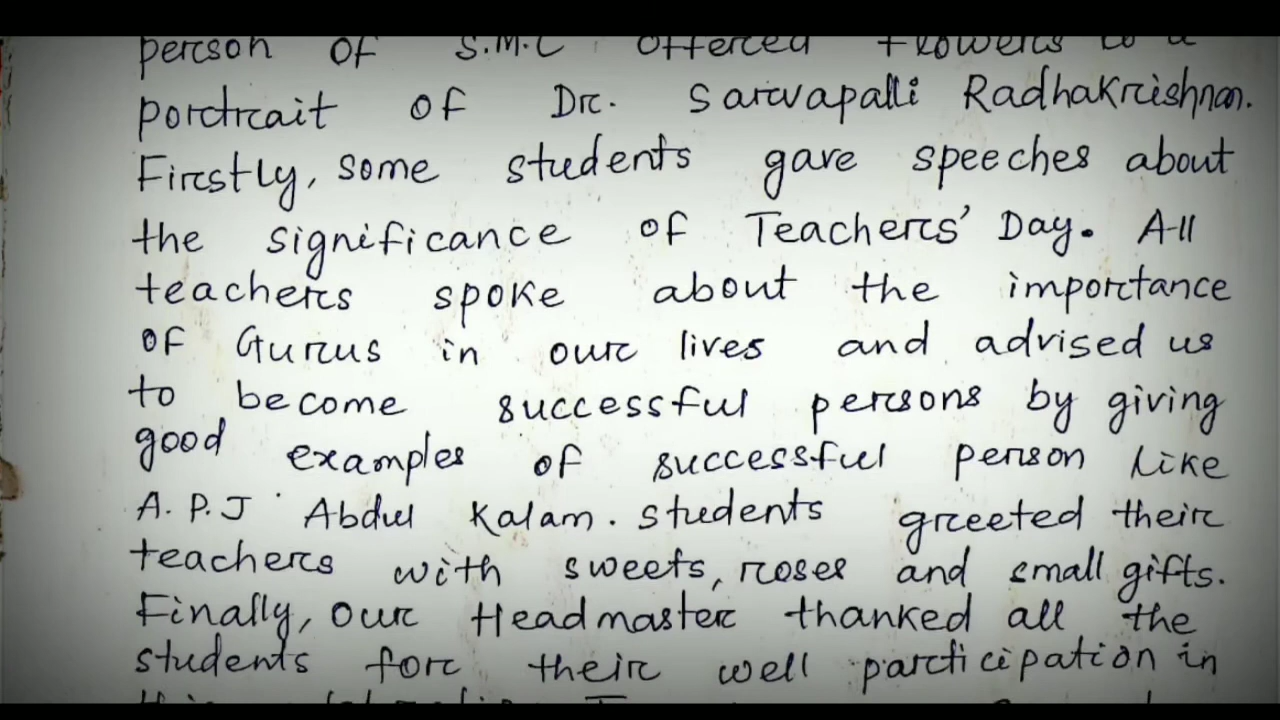 person of S.M.C offered flowers to a
portrait of Dr. Sarvapalli Radhakrishnan.
Firstly, some students gave speeches about
the significance of Teachers' Day. All
teachers spoke about the importance
of Gurus in our lives and advised us
to become successful persons by giving
good examples of successful person like
A.P.J Abdul Kalam. students greeted their
teachers with sweets, roses and small gifts.
Finally, our Headmaster thanked all the
students for their well participation in